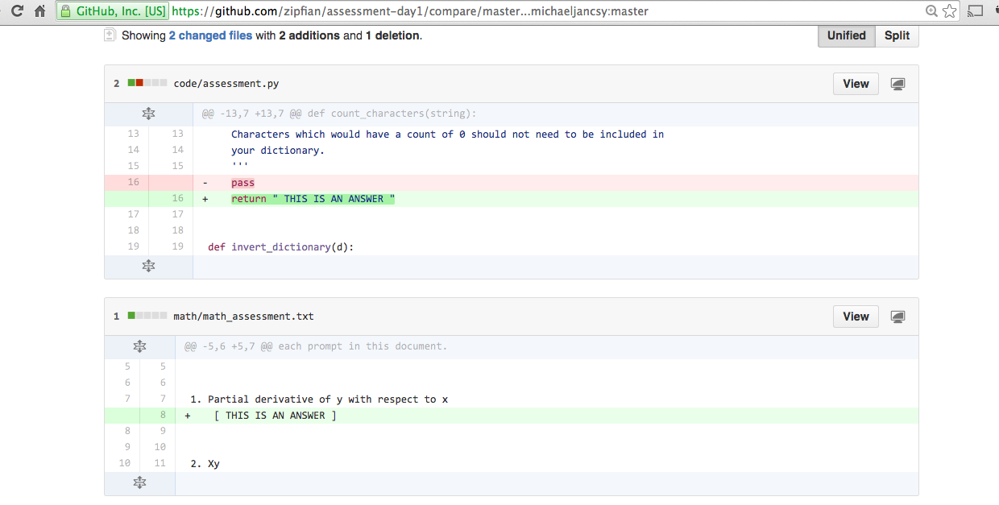 GitHub, Inc. [US] https://github.com/zipfian/assessment-day1/compare/master...michaeljancsy:master
Showing 2 changed files with 2 additions and 1 deletion.
Unified Split
2 code/assessment.py View
@@ -13,7 +13,7 @@ def count_characters(string):
13 13 Characters which would have a count of 0 should not need to be included in
14 14 your dictionary.
15 15 '''
16 - pass
16 + return " THIS IS AN ANSWER "
17 17
18 18
19 19 def invert_dictionary(d):
1 math/math_assessment.txt View
@@ -5,6 +5,7 @@ each prompt in this document.
5 5
6 6
7 7 1. Partial derivative of y with respect to x
8 + [ THIS IS AN ANSWER ]
8 9
9 10
10 11 2. Xy